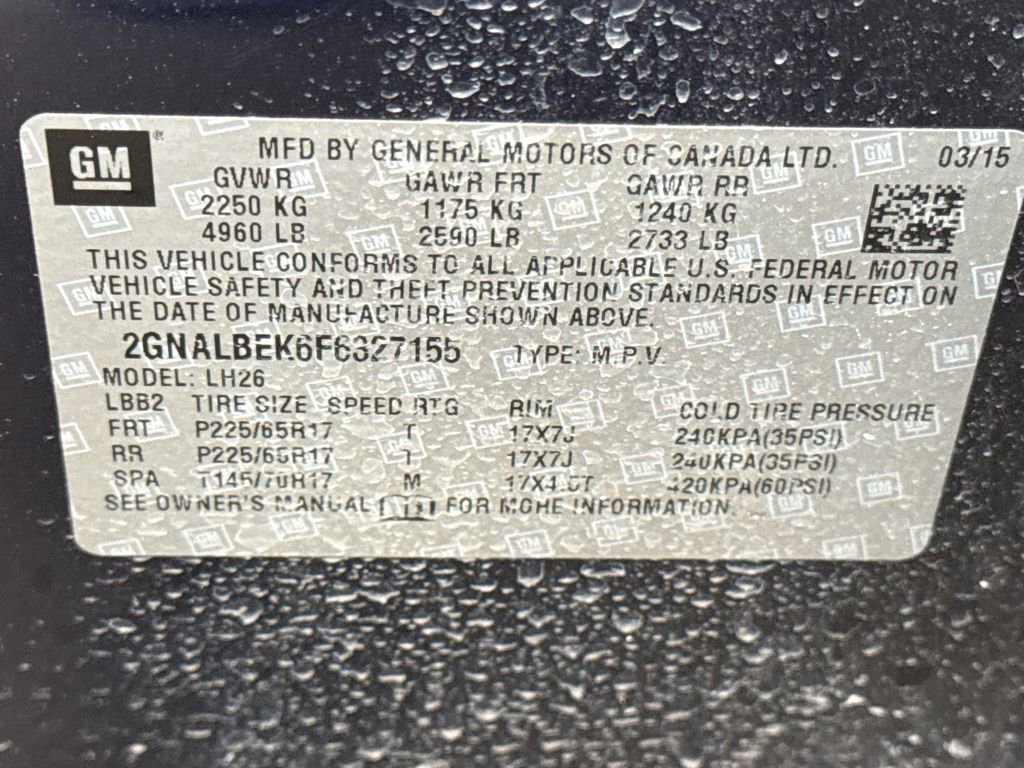 GM
MFD BY GENERAL MOTORS OF CANADA LTD. 03/15
GVWR GAWR FRT GAWR RR
2250 KG 1175 KG 1240 KG
4960 LB 2590 LB 2733 LB
THIS VEHICLE CONFORMS TO ALL APPLICABLE U.S. FEDERAL MOTOR
VEHICLE SAFETY AND THEFT PREVENTION STANDARDS IN EFFECT ON
THE DATE OF MANUFACTURE SHOWN ABOVE.
2GNALBEK6F6327155 TYPE: M.P.V.
MODEL: LH26
LBB2 TIRE SIZE SPEED RTG RIM COLD TIRE PRESSURE
FRT P225/65R17 T 17X7J 240KPA(35PSI)
RR P225/65R17 T 17X7J 240KPA(35PSI)
SPA T145/70R17 M 17X4.5T 420KPA(60PSI)
SEE OWNER'S MANUAL FOR MORE INFORMATION.